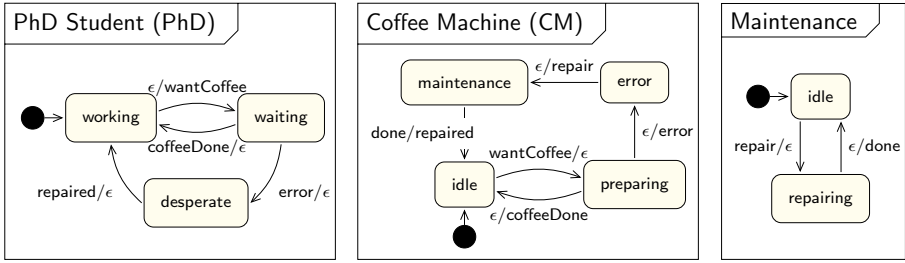 PhD Student (PhD)
ϵ/wantCoffee
working
waiting
coffeeDone/ϵ
repaired/ϵ
error/ϵ
desperate
Coffee Machine (CM)
ϵ/repair
maintenance
error
done/repaired
ϵ/error
wantCoffee/ϵ
idle
preparing
ϵ/coffeeDone
Maintenance
idle
repair/ϵ
ϵ/done
repairing